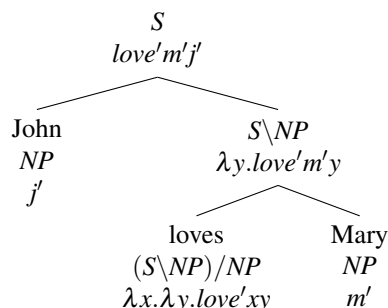 S
love′m′j′
John
NP
j′
S\NP
λy.love′m′y
loves
(S\NP)/NP
λx.λy.love′xy
Mary
NP
m′